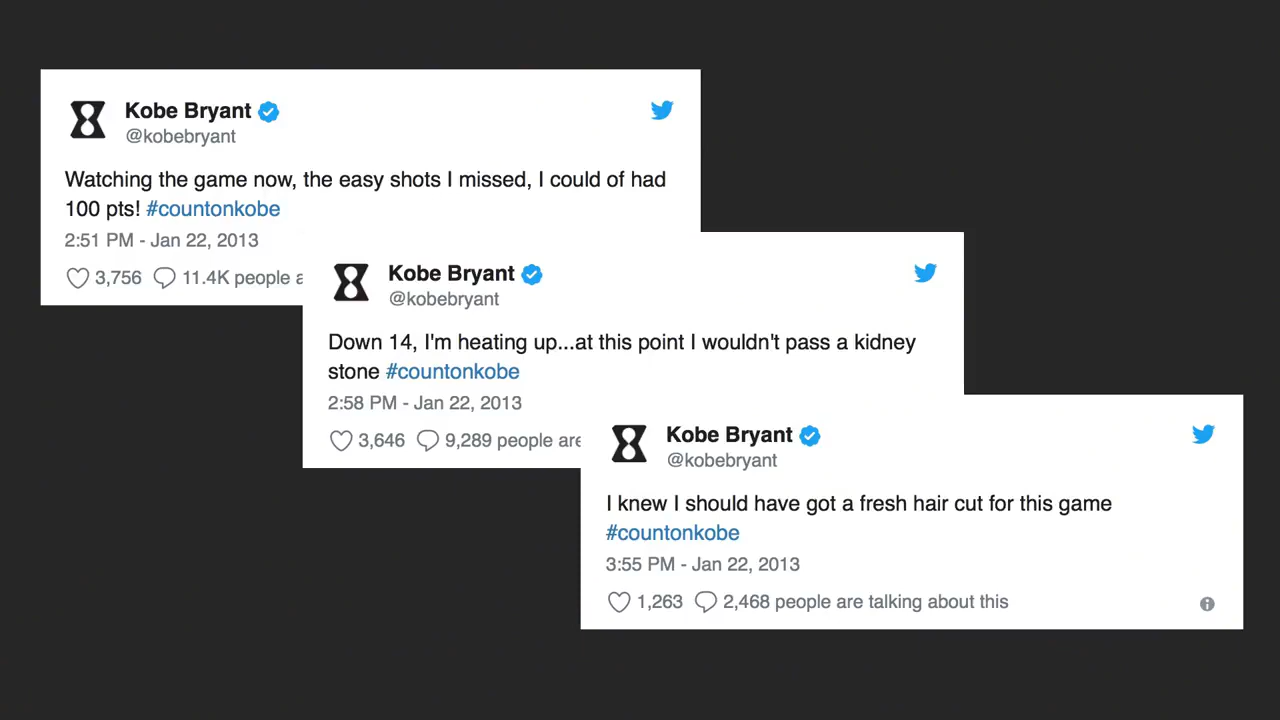 Kobe Bryant
@kobebryant
Watching the game now, the easy shots I missed, I could of had
100 pts! #countonkobe
2:51 PM - Jan 22, 2013
3,756 11.4K people a
Kobe Bryant
@kobebryant
Down 14, I'm heating up...at this point I wouldn't pass a kidney
stone #countonkobe
2:58 PM - Jan 22, 2013
3,646 9,289 people are
Kobe Bryant
@kobebryant
I knew I should have got a fresh hair cut for this game
#countonkobe
3:55 PM - Jan 22, 2013
1,263 2,468 people are talking about this